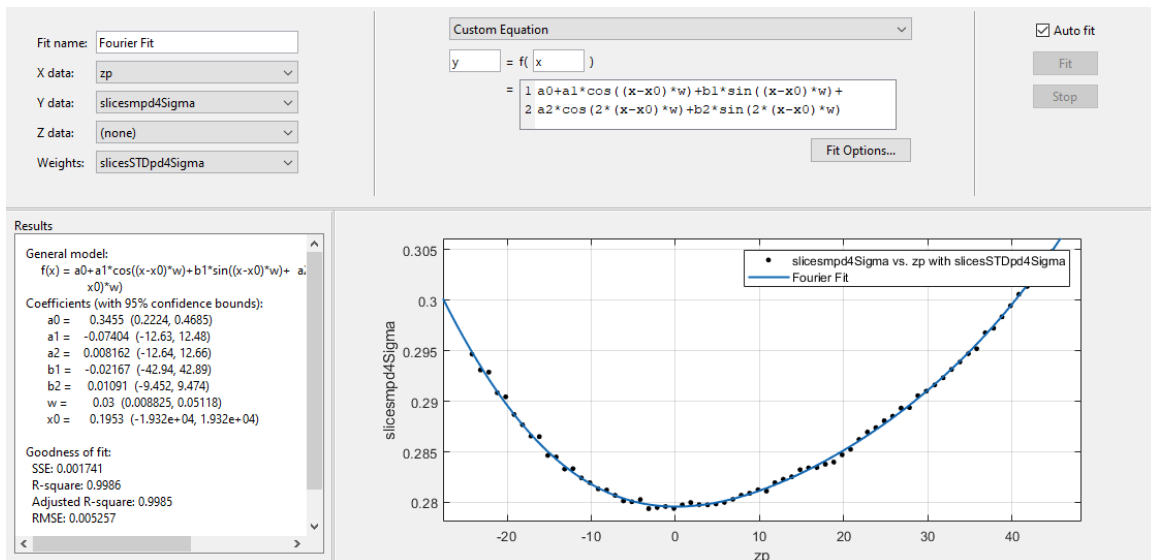 Fit name: Fourier Fit
X data: zp
Y data: slicesmpd4Sigma
Z data: (none)
Weights: slicesSTDpd4Sigma
Custom Equation
y = f( x )
= 1 a0+a1*cos((x-x0)*w)+b1*sin((x-x0)*w)+
2 a2*cos(2*(x-x0)*w)+b2*sin(2*(x-x0)*w)
Fit Options...
Auto fit
Fit
Stop
Results
General model:
f(x) = a0+a1*cos((x-x0)*w)+b1*sin((x-x0)*w)+ a2
x0)*w)
Coefficients (with 95% confidence bounds):
a0 = 0.3455 (0.2224, 0.4685)
a1 = -0.07404 (-12.63, 12.48)
a2 = 0.008162 (-12.64, 12.66)
b1 = -0.02167 (-42.94, 42.89)
b2 = 0.01091 (-9.452, 9.474)
w = 0.03 (0.008825, 0.05118)
x0 = 0.1953 (-1.932e+04, 1.932e+04)
Goodness of fit:
SSE: 0.001741
R-square: 0.9986
Adjusted R-square: 0.9985
RMSE: 0.005257
slicesmpd4Sigma vs. zp with slicesSTDpd4Sigma
Fourier Fit
0.305
0.3
0.295
0.29
0.285
0.28
slicesmpd4Sigma
-20 -10 0 10 20 30 40
zp